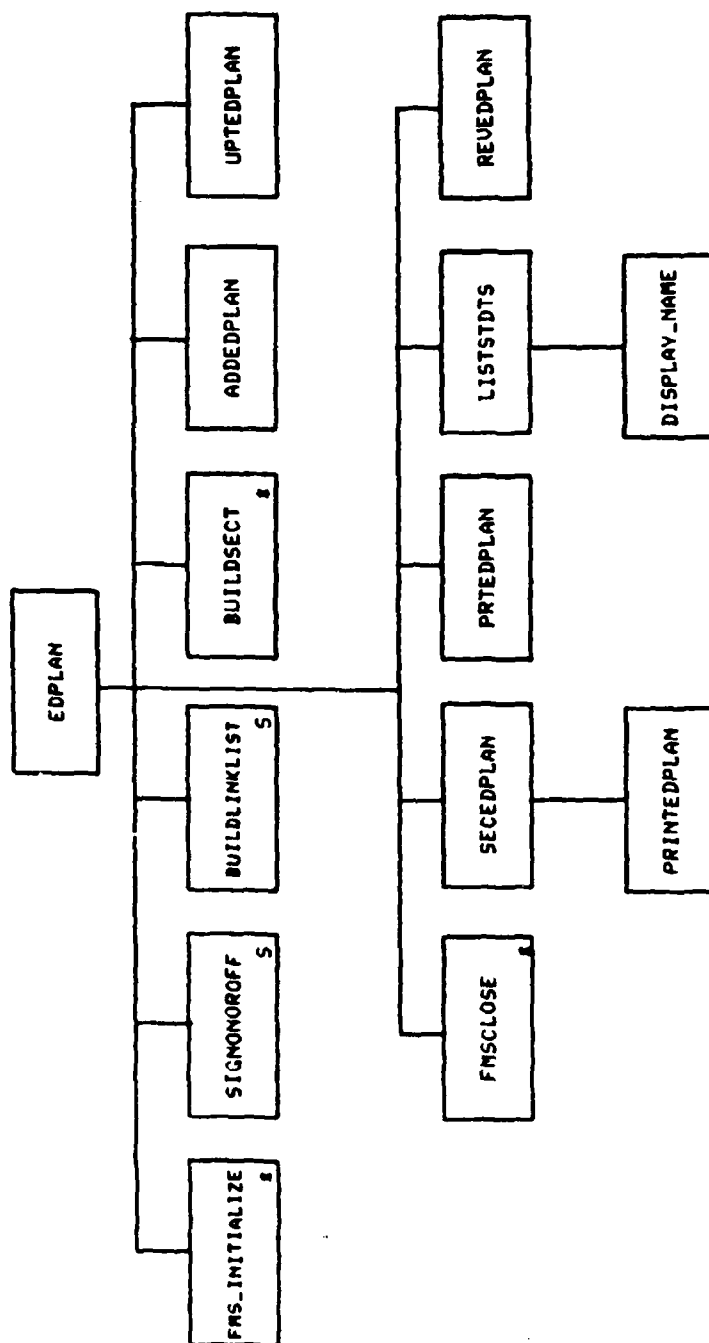 EDPLAN
FMS_INITIALIZE
SIGNONOROFF
S
BUILDLINKLIST
S
BUILDSECT
ADDEDPLAN
UPTEDPLAN
FMSCLOSE
SECEDPLAN
PRTEDPLAN
LISTSTDTS
REVEDPLAN
PRINTEDPLAN
DISPLAY_NAME